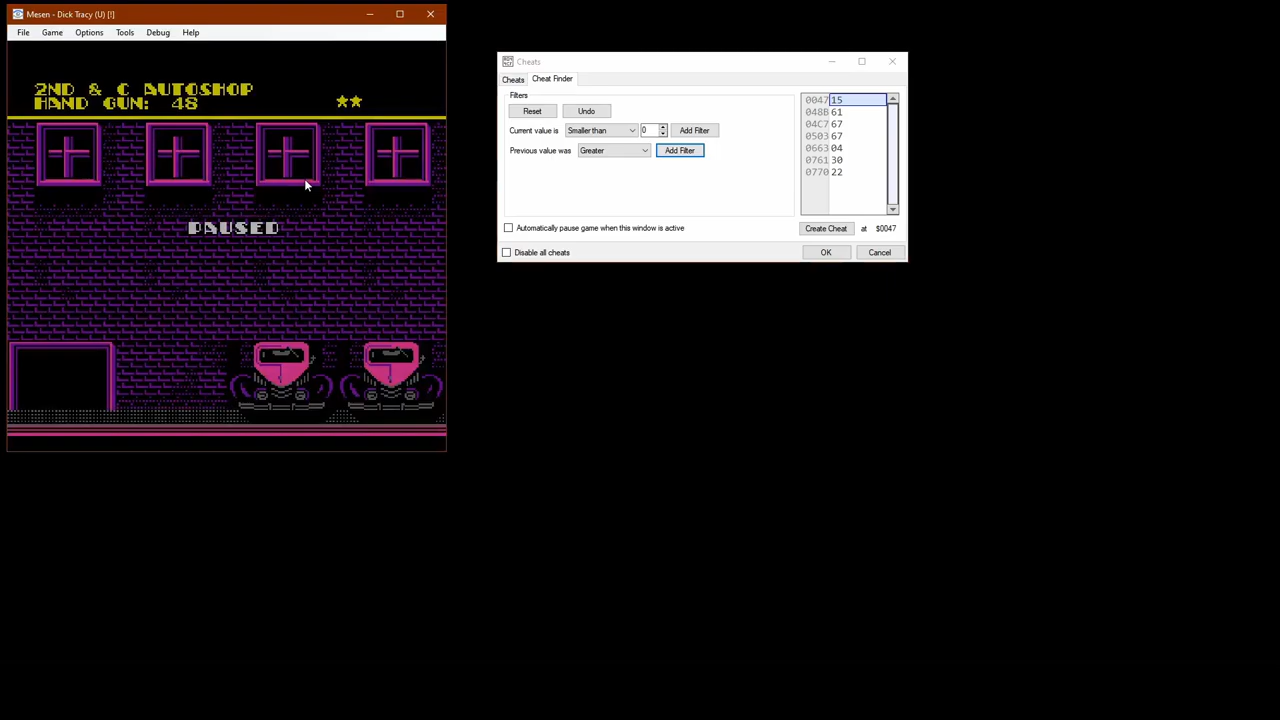 Mesen - Dick Tracy (U) [!]
File Game Options Tools Debug Help
2ND & C AUTOSHOP
HAND GUN: 48
PAUSED
Cheats
Cheats Cheat Finder
Filters
Reset Undo
Current value is Smaller than 0 Add Filter
Previous value was Greater Add Filter
0047 15
048B 61
04C7 67
0503 67
0663 04
0761 30
0770 22
Automatically pause game when this window is active
Create Cheat at $0047
Disable all cheats
OK Cancel